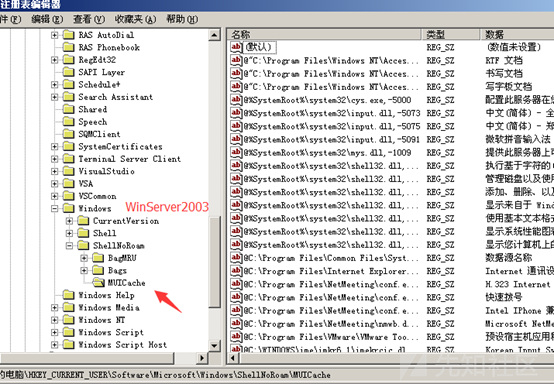 注册表编辑器
件(F) 编辑(E) 查看(V) 收藏夹(A) 帮助(H)
RAS AutoDial
RAS Phonebook
RegEdt32
SAPI Layer
Schedule+
Search Assistant
Shared
Speech
SQMClient
SystemCertificates
Terminal Server Client
VisualStudio
VSA
VSCommon
Windows
WinServer2003
CurrentVersion
Shell
ShellNoRoam
BagMRU
Bags
MUICache
Windows Help
Windows Media
Windows NT
Windows Script
Windows Script Host
名称 类型 数据
(默认) REG_SZ (数值未设置)
@"C:\Program Files\Windows NT\Acces... REG_SZ RTF 文档
@"C:\Program Files\Windows NT\Acces... REG_SZ 书写文档
@"C:\Program Files\Windows NT\Acces... REG_SZ 写字板文档
@%SystemRoot%\system32\cys.exe,-5000 REG_SZ 配置此服务器在您
@%SystemRoot%\system32\input.dll,-5073 REG_SZ 中文(简体) - 全
@%SystemRoot%\system32\input.dll,-5075 REG_SZ 中文(简体) - 郑
@%SystemRoot%\system32\input.dll,-5091 REG_SZ 微软拼音输入法
@%SystemRoot%\system32\mys.dll,-1009 REG_SZ 提供此服务器上可
@%SystemRoot%\system32\shell32.dll,... REG_SZ 执行基于字符的(
@%SystemRoot%\system32\shell32.dll,... REG_SZ 管理磁盘以及使用
@%SystemRoot%\system32\shell32.dll,... REG_SZ 添加、删除、以及
@%SystemRoot%\system32\shell32.dll,... REG_SZ 显示来自于 Wind
@%SystemRoot%\system32\shell32.dll,... REG_SZ 使用基本文本格式
@%SystemRoot%\system32\shell32.dll,... REG_SZ 显示系统性能图表
@%SystemRoot%\system32\shell32.dll,... REG_SZ 显示您计算机上的
@C:\Program Files\Common Files\Syst... REG_SZ 数据源名称
@C:\Program Files\Internet Explorer... REG_SZ Internet 通讯设
@C:\Program Files\NetMeeting\conf.e... REG_SZ H.323 Internet
@C:\Program Files\NetMeeting\conf.e... REG_SZ 快速拨号
@C:\Program Files\NetMeeting\conf.e... REG_SZ Intel IPhone 兼
@C:\Program Files\NetMeeting\nmwb.d... REG_SZ Microsoft NetMe
@C:\Program Files\VMware\VMware Too... REG_SZ 预设宿主机应用程
@C:\WINDOWS\ime\imkr6_1\imekrcic.dl... REG_SZ Korean Input Sy
的电脑\HKEY_CURRENT_USER\Software\Microsoft\Windows\ShellNoRoam\MUICache